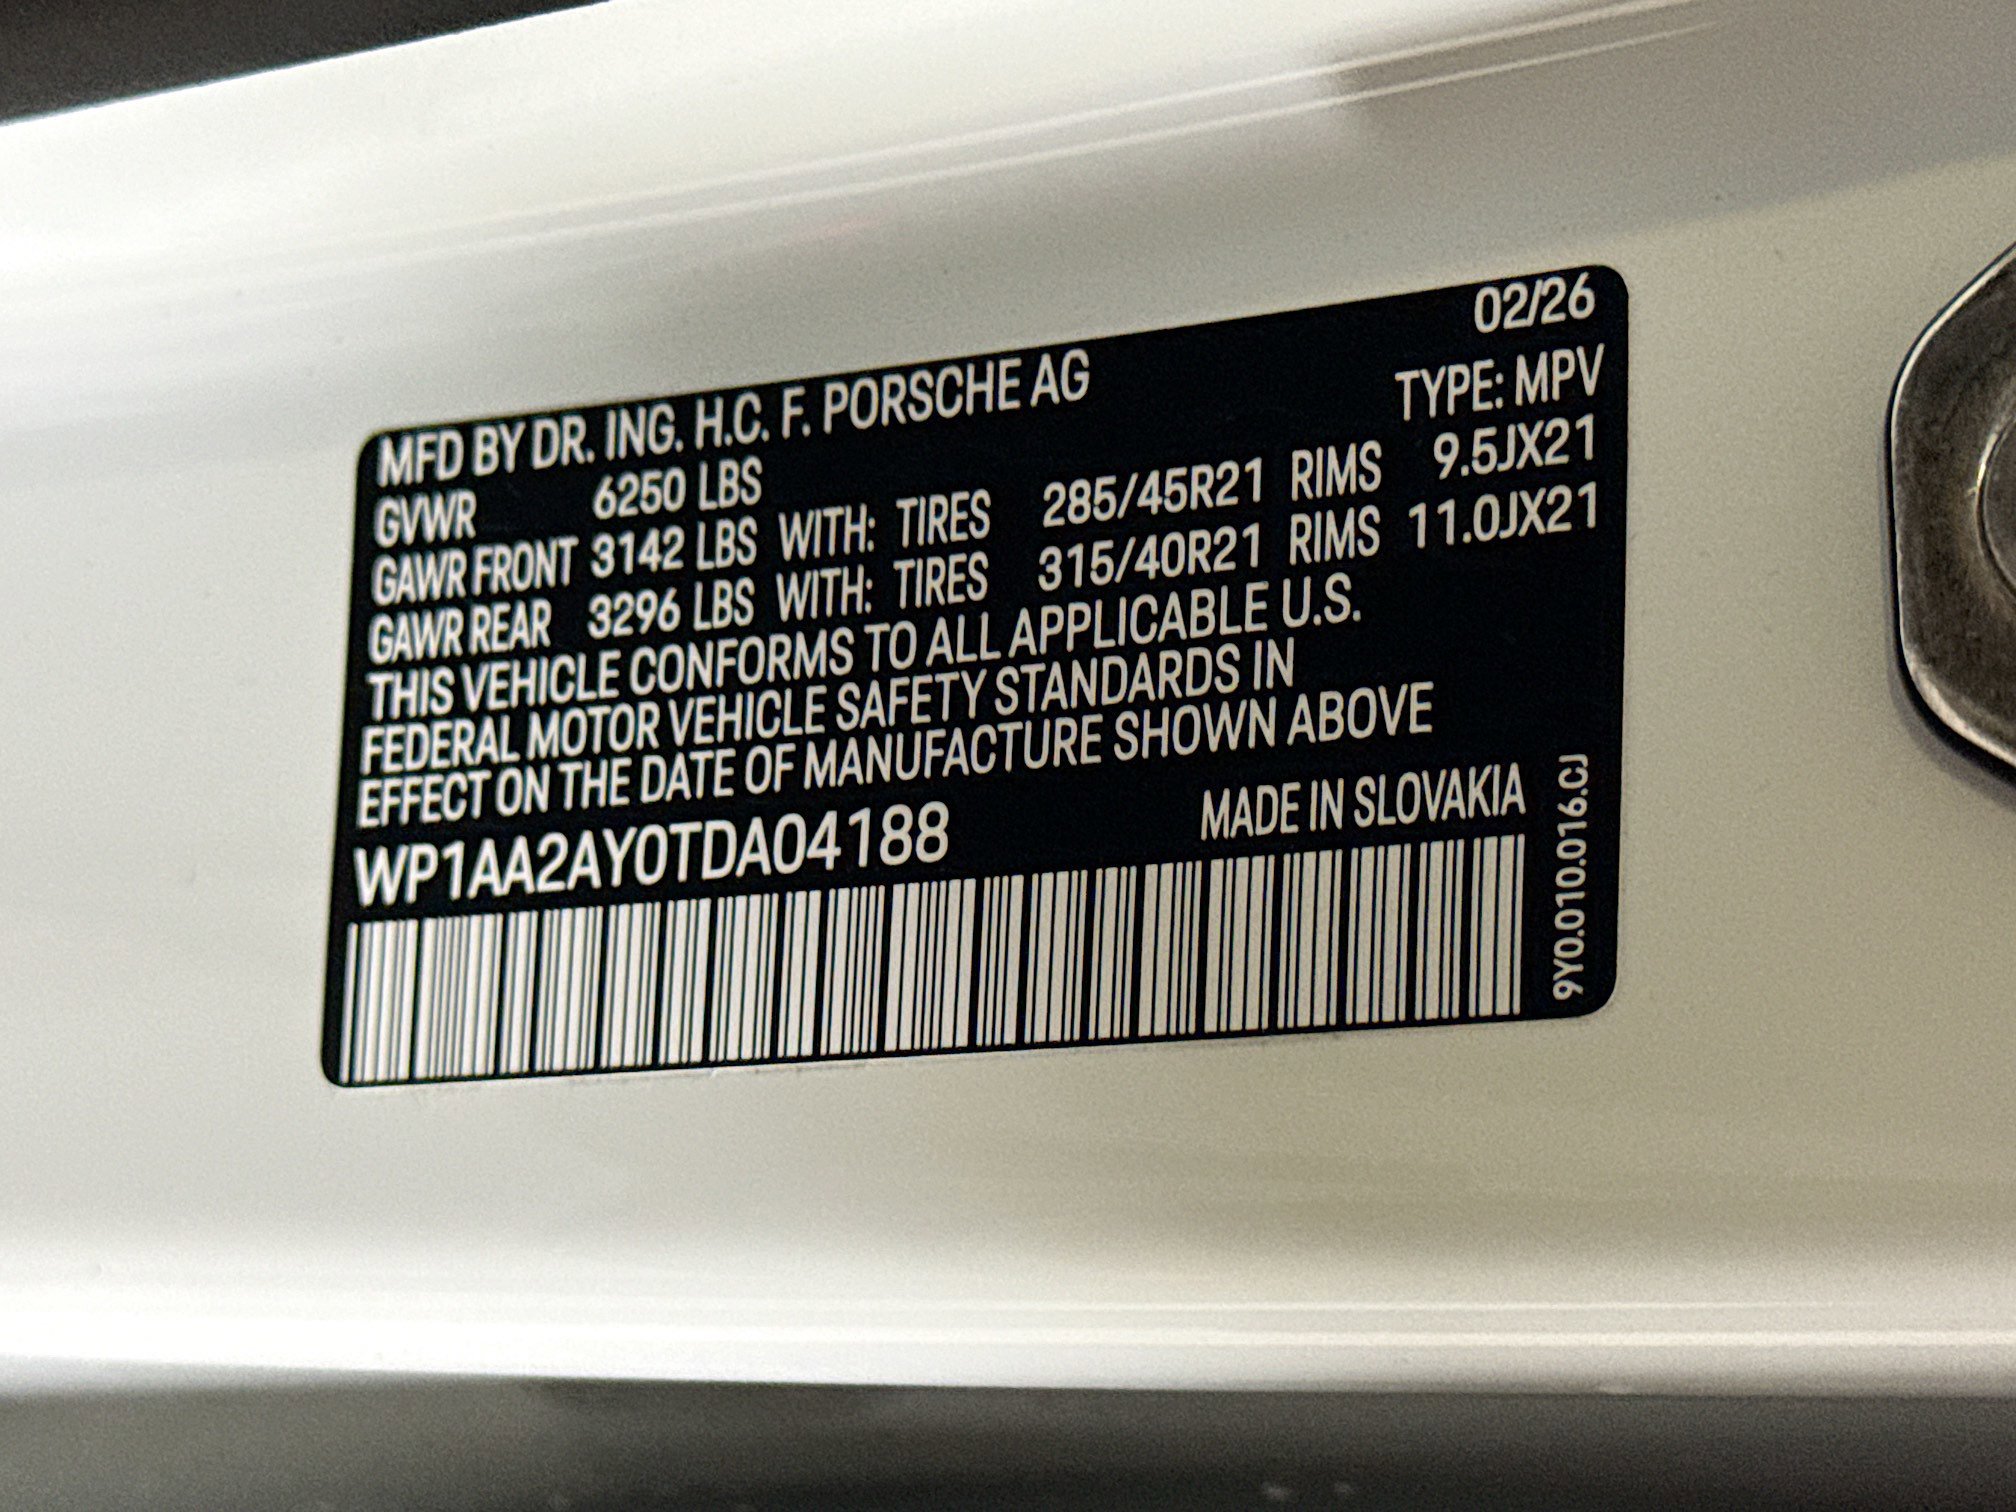 02/26
MFD BY DR. ING. H.C. F. PORSCHE AG TYPE: MPV
GVWR 6250 LBS
GAWR FRONT 3142 LBS WITH: TIRES 285/45R21 RIMS 9.5JX21
GAWR REAR 3296 LBS WITH: TIRES 315/40R21 RIMS 11.0JX21
THIS VEHICLE CONFORMS TO ALL APPLICABLE U.S.
FEDERAL MOTOR VEHICLE SAFETY STANDARDS IN
EFFECT ON THE DATE OF MANUFACTURE SHOWN ABOVE
WP1AA2AY0TDA04188 MADE IN SLOVAKIA
9Y0.010.016.CJ